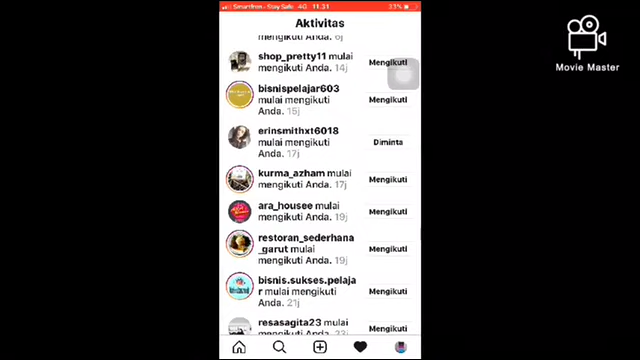 Smartfren - Stay Safe 4G 11.31 33%
Aktivitas
mengikuti Anda. 6j
shop_pretty11 mulai
mengikuti Anda. 14j
Mengikuti
bisnispelajar603
mulai mengikuti
Anda. 15j
Mengikuti
erinsmithxt6018
mulai mengikuti
Anda. 17j
Diminta
kurma_azham mulai
mengikuti Anda. 17j
Mengikuti
ara_housee mulai
mengikuti Anda. 19j
Mengikuti
restoran_sederhana
_garut mulai
mengikuti Anda. 19j
Mengikuti
bisnis.sukses.pelaja
r mulai mengikuti
Anda. 21j
Mengikuti
resasagita23 mulai
mengikuti Anda. 23j
Mengikuti
Movie Master